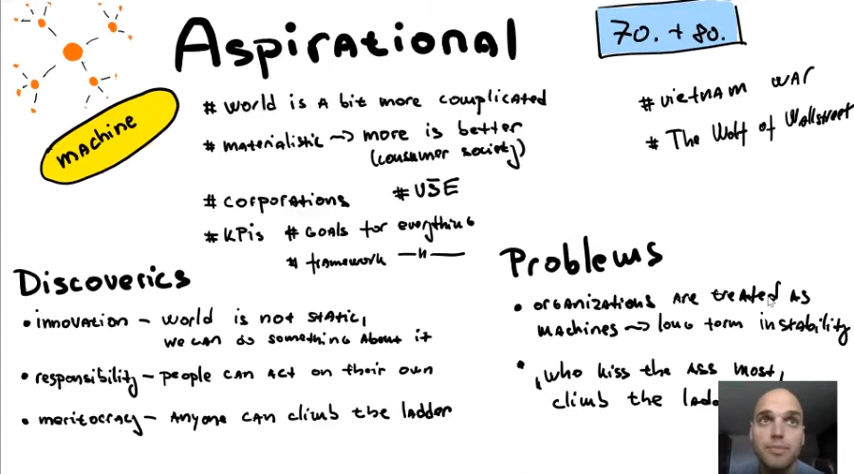 Aspirational
70. + 80.
machine
# world is a bit more complicated
* materialistic → more is better
(consumer society)
# corporations # VŠE
* KPis # Goals for everything
* framework —"—
# vietnam war
* The Wolf of Wallstreet
Discoveries
• innovation - world is not static,
we can do something about it
• responsibility - people can act on their own
• meritocracy - anyone can climb the ladder
Problems
• organizations are treated as
machines → long term instability
• "who kiss the ass most,
climb the